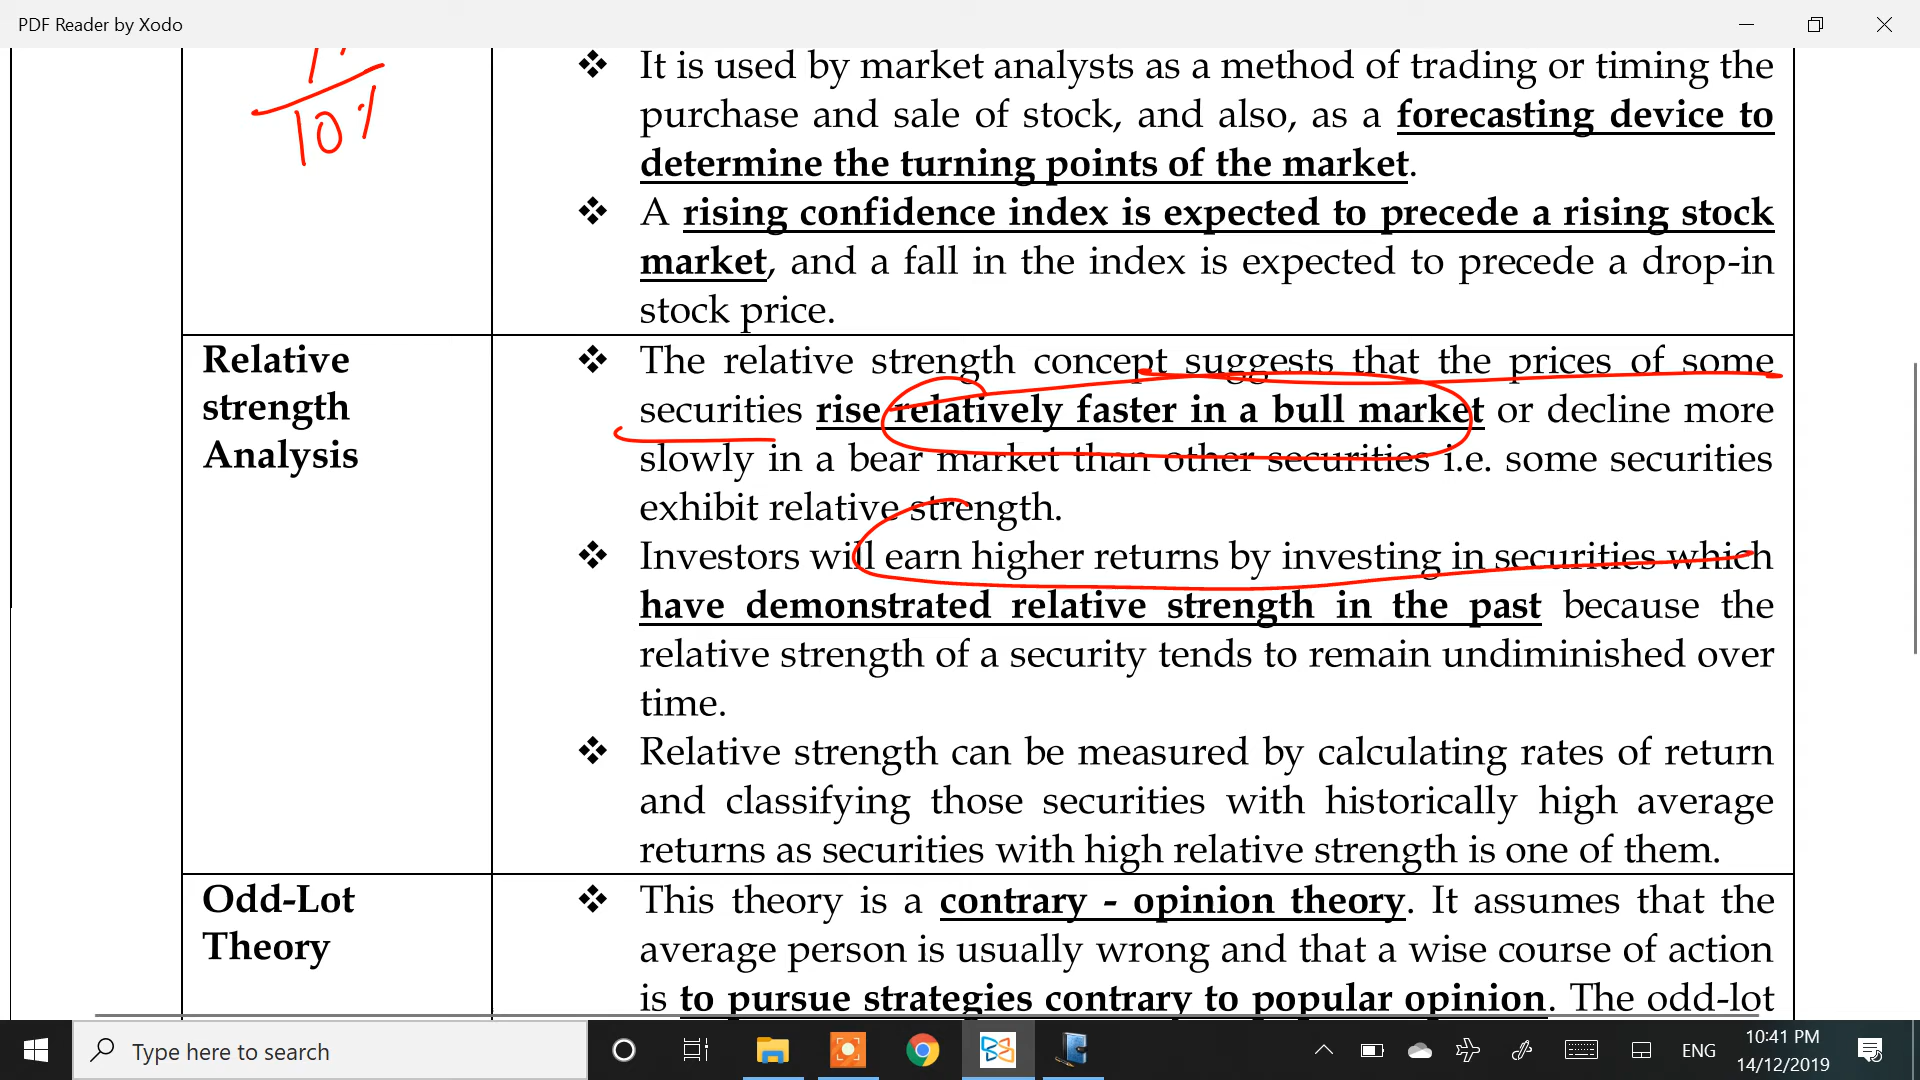 PDF Reader by Xodo
10%
❖ It is used by market analysts as a method of trading or timing the
purchase and sale of stock, and also, as a forecasting device to
determine the turning points of the market.
❖ A rising confidence index is expected to precede a rising stock
market, and a fall in the index is expected to precede a drop-in
stock price.
Relative
strength
Analysis
❖ The relative strength concept suggests that the prices of some
securities rise relatively faster in a bull market or decline more
slowly in a bear market than other securities i.e. some securities
exhibit relative strength.
❖ Investors will earn higher returns by investing in securities which
have demonstrated relative strength in the past because the
relative strength of a security tends to remain undiminished over
time.
❖ Relative strength can be measured by calculating rates of return
and classifying those securities with historically high average
returns as securities with high relative strength is one of them.
Odd-Lot
Theory
❖ This theory is a contrary - opinion theory. It assumes that the
average person is usually wrong and that a wise course of action
is to pursue strategies contrary to popular opinion. The odd-lot
Type here to search
ENG
10:41 PM
14/12/2019